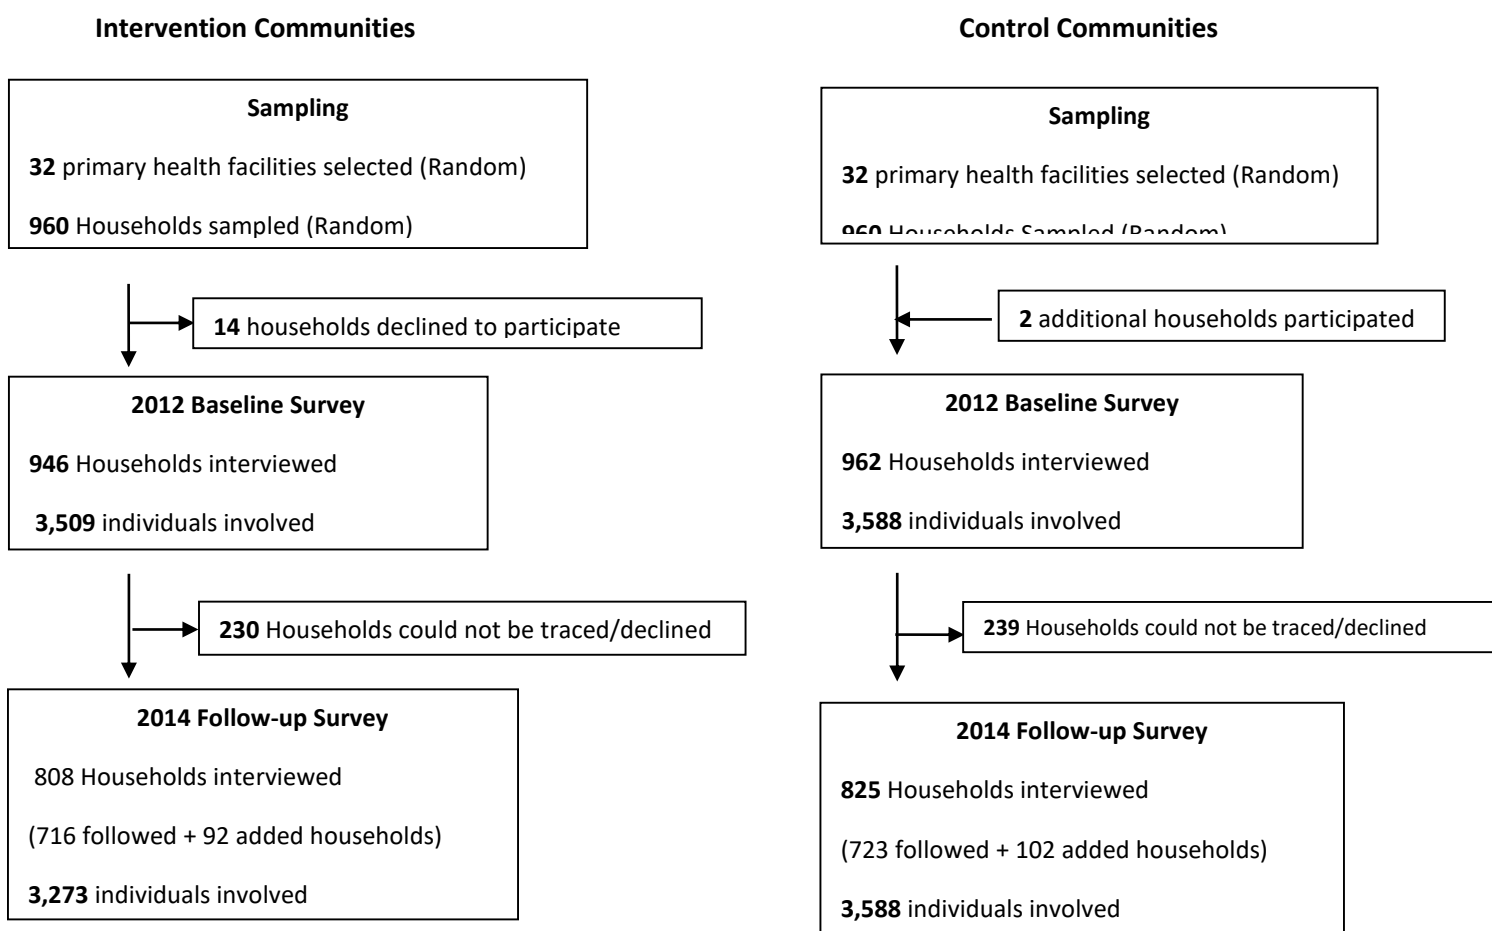 Intervention Communities
Sampling
32 primary health facilities selected (Random)
960 Households sampled (Random)
14 households declined to participate
2012 Baseline Survey
946 Households interviewed
3,509 individuals involved
230 Households could not be traced/declined
2014 Follow-up Survey
808 Households interviewed
(716 followed + 92 added households)
3,273 individuals involved
Control Communities
Sampling
32 primary health facilities selected (Random)
960 Households Sampled (Random)
2 additional households participated
2012 Baseline Survey
962 Households interviewed
3,588 individuals involved
239 Households could not be traced/declined
2014 Follow-up Survey
825 Households interviewed
(723 followed + 102 added households)
3,588 individuals involved